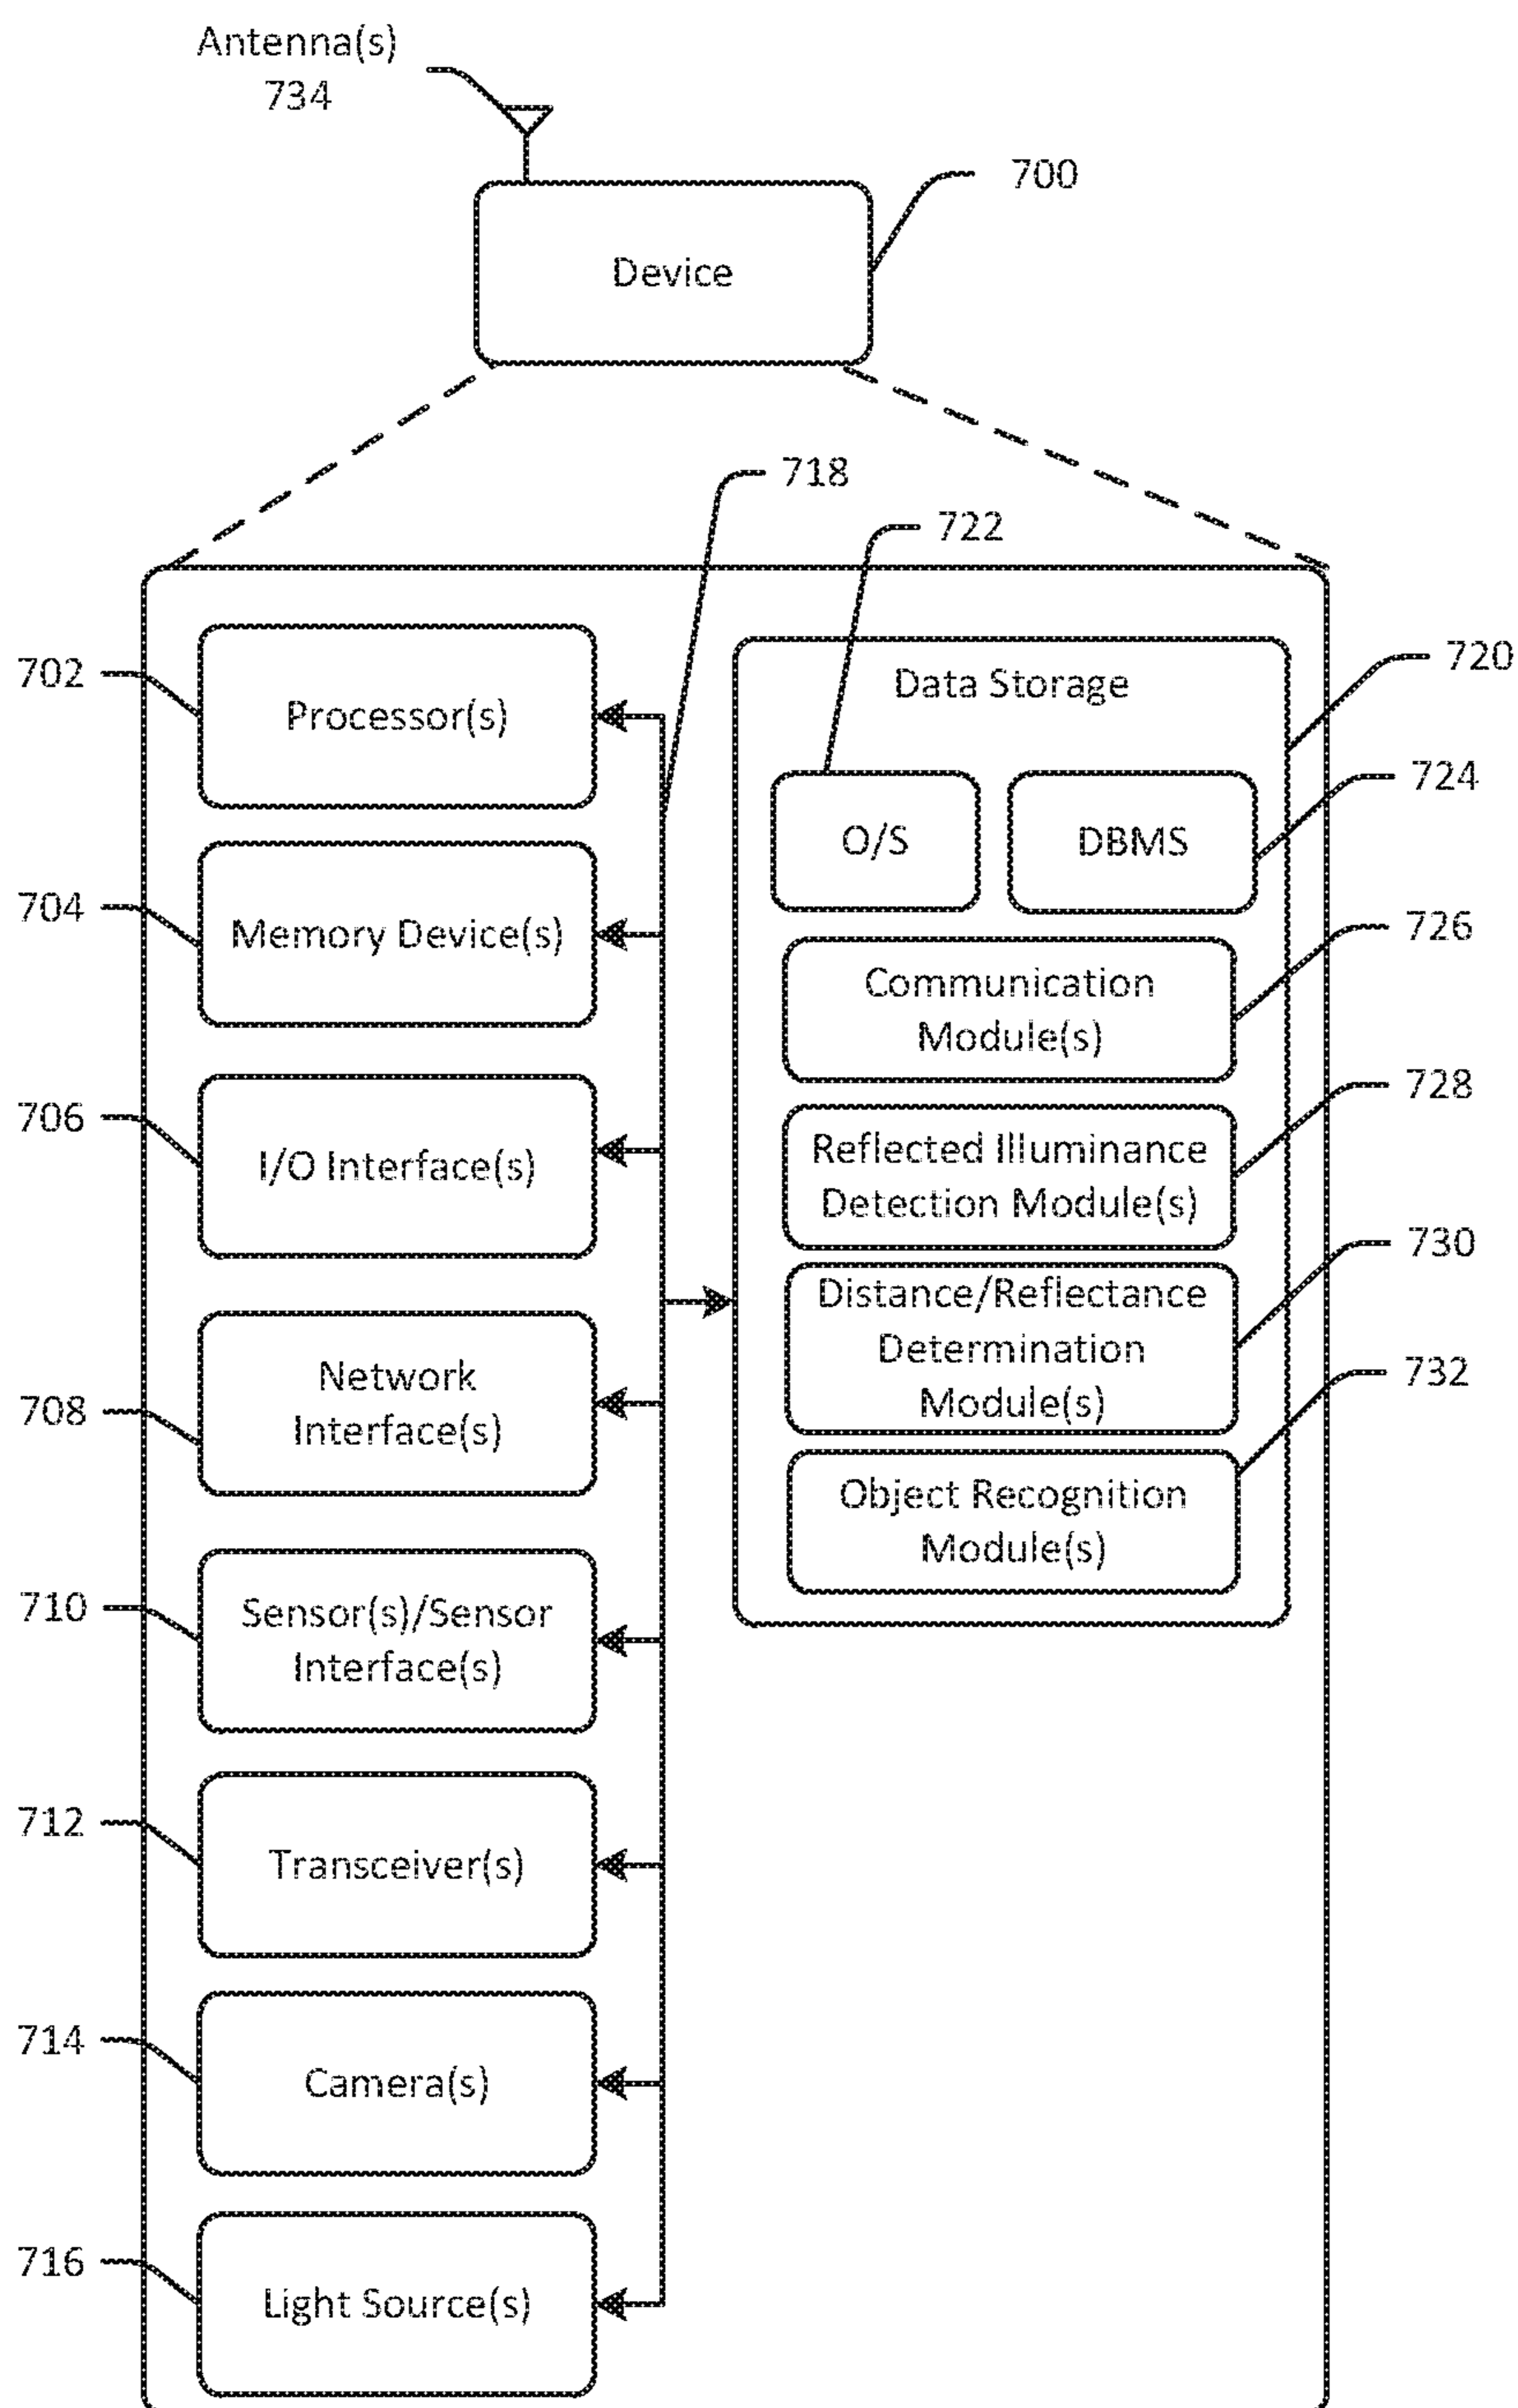 Antenna(s)
734
700
Device
718
722
720
Data Storage
702
Processor(s)
724
O/S
DBMS
704
Memory Device(s)
726
Communication
Module(s)
728
706
I/O Interface(s)
Reflected Illuminance
Detection Module(s)
730
Distance/Reflectance
Determination
Module(s)
732
708
Network
Interface(s)
Object Recognition
Module(s)
710
Sensor(s)/Sensor
Interface(s)
712
Transceiver(s)
714
Camera(s)
716
Light Source(s)